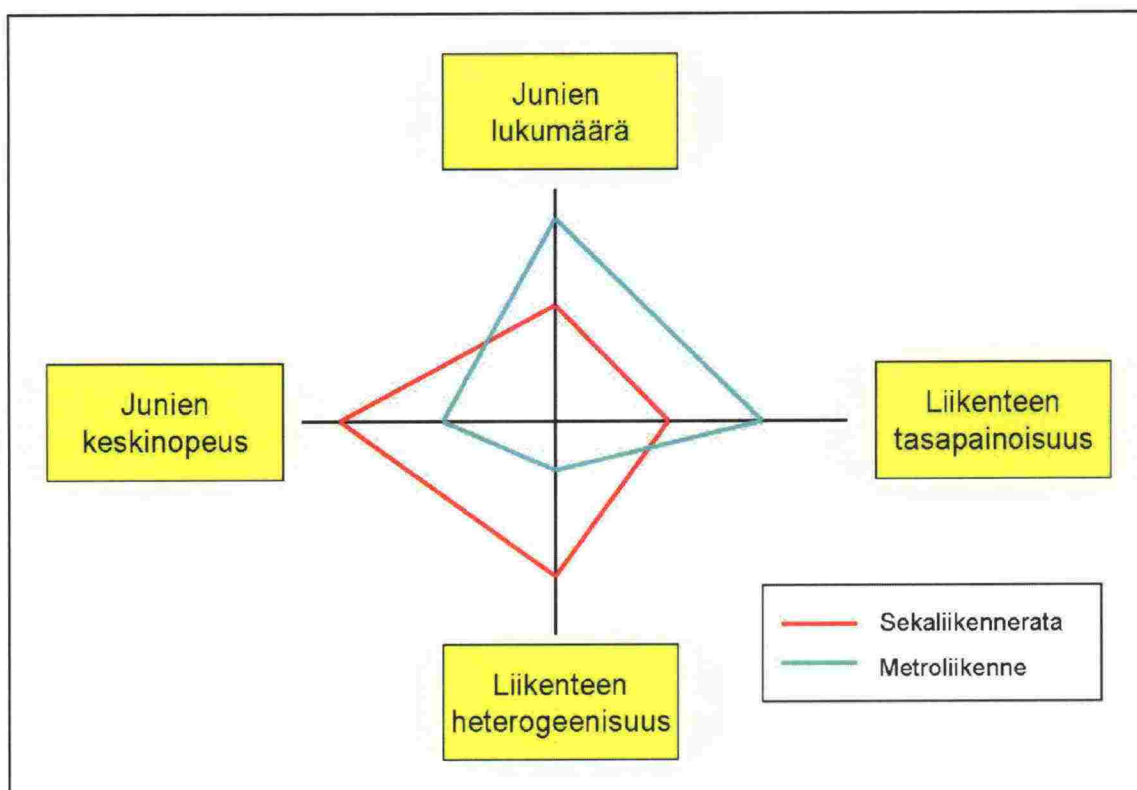 Junien
lukumäärä
Junien
keskinopeus
Liikenteen
tasapainoisuus
Liikenteen
heterogeenisuus
Sekaliikennerata
Metroliikenne